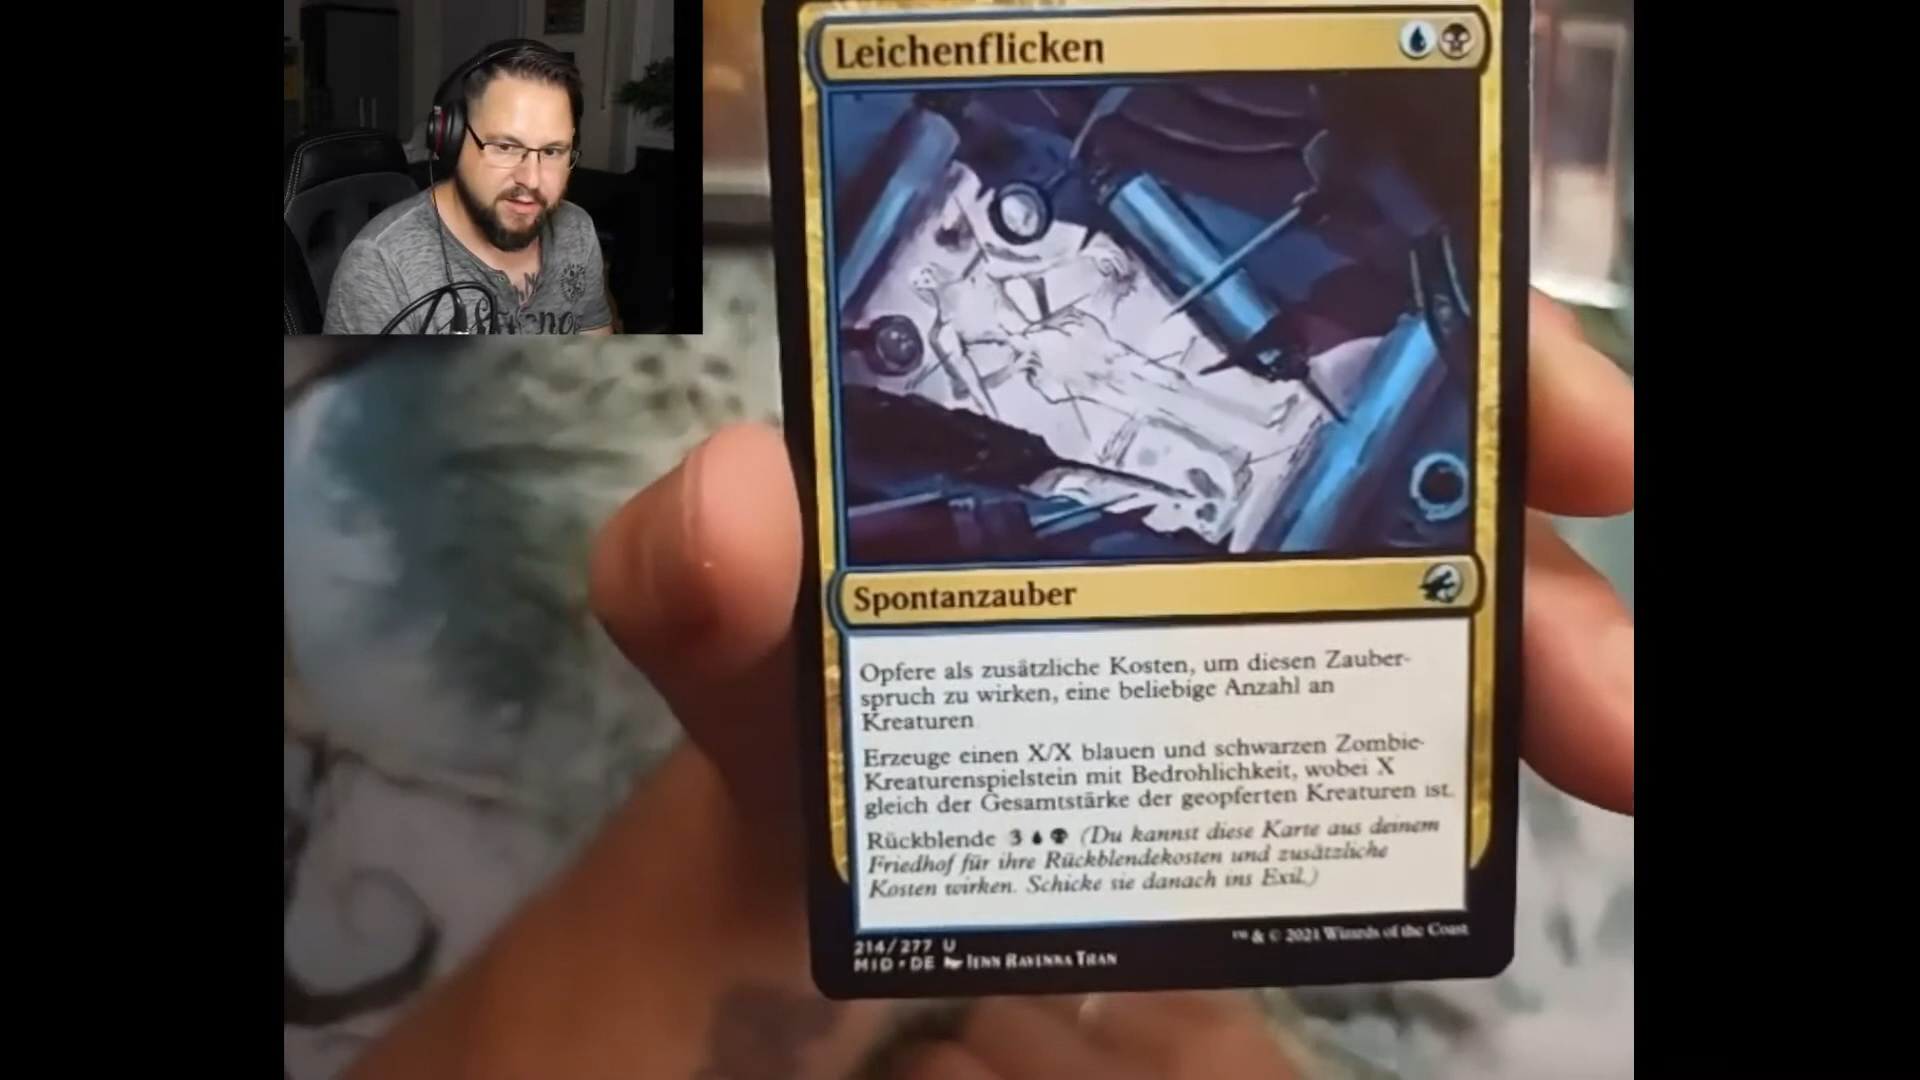 Leichenflicken
Spontanzauber
Opfere als zusätzliche Kosten, um diesen Zauber-
spruch zu wirken, eine beliebige Anzahl an
Kreaturen
Erzeuge einen X/X blauen und schwarzen Zombie-
Kreaturenspielstein mit Bedrohlichkeit, wobei X
gleich der Gesamtstärke der geopferten Kreaturen ist.
Rückblende 3 (Du kannst diese Karte aus deinem
Friedhof für ihre Rückblendekosten und zusätzliche
Kosten wirken. Schicke sie danach ins Exil.)
214/277 U
™ & © 2021 Wizards of the Coast
MID • DE Jenn Ravenna Tran